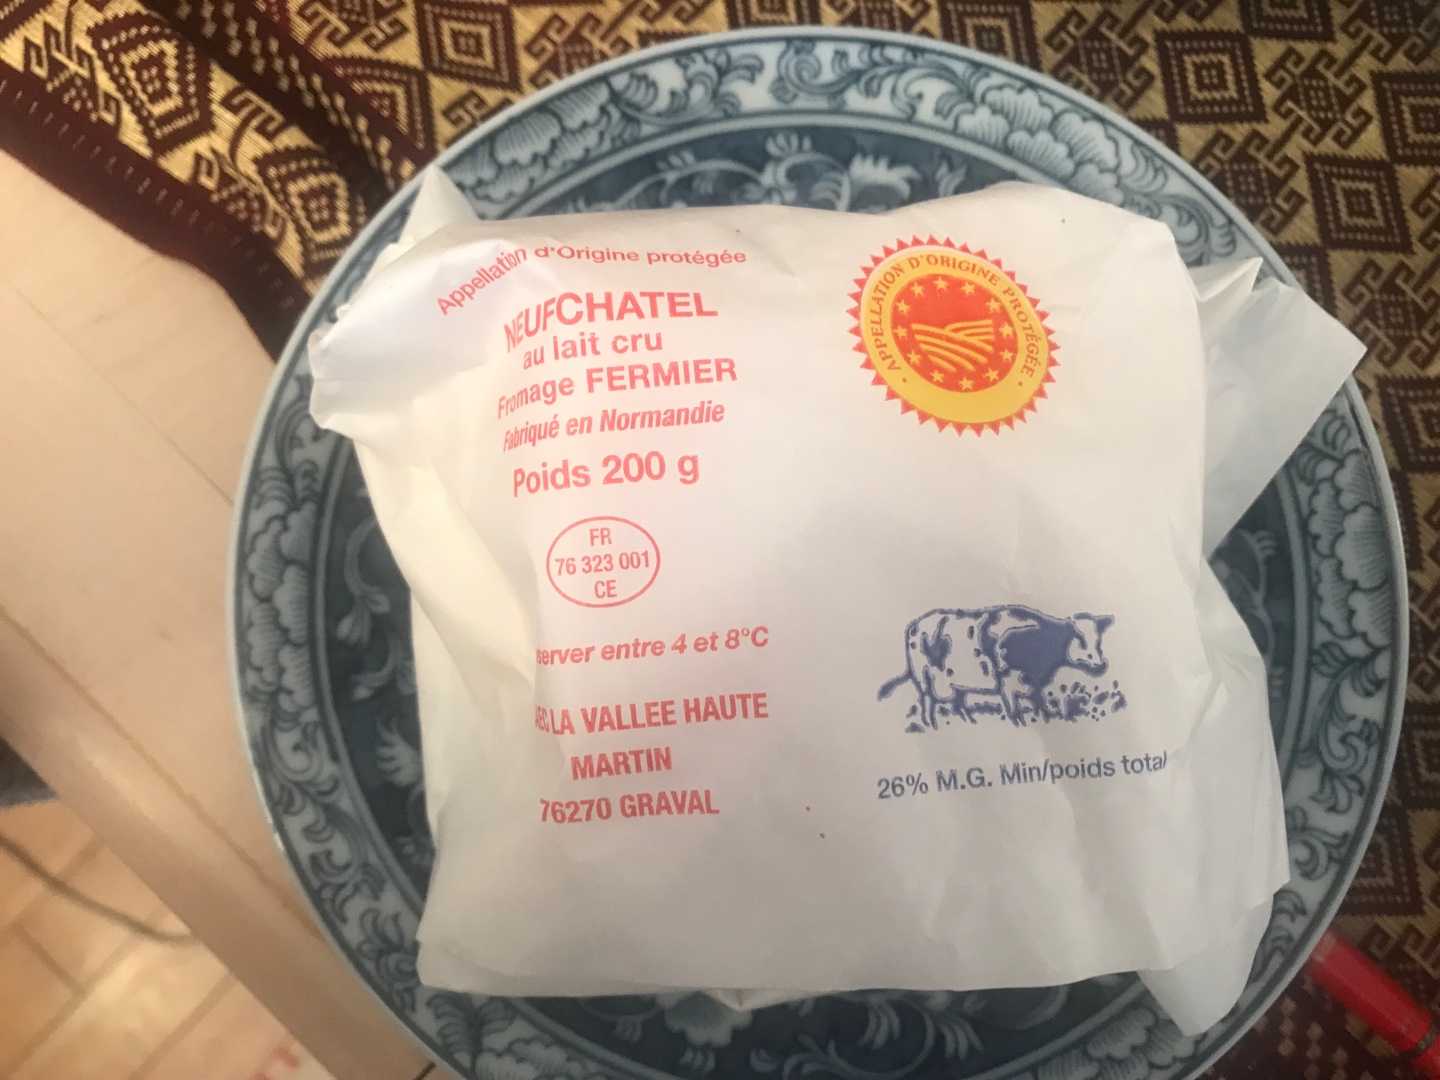 Appellation d'Origine protégée
NEUFCHATEL
au lait cru
Fromage FERMIER
Fabriqué en Normandie
Poids 200 g
FR
76 323 001
CE
server entre 4 et 8°C
LA VALLEE HAUTE
MARTIN
76270 GRAVAL
APPELLATION D'ORIGINE PROTÉGÉE
26% M.G. Min/poids total